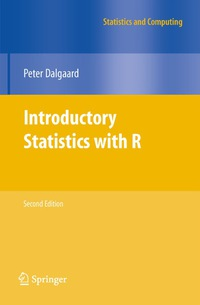 Statistics and Computing
Peter Dalgaard
Introductory
Statistics with R
Second Edition
Springer